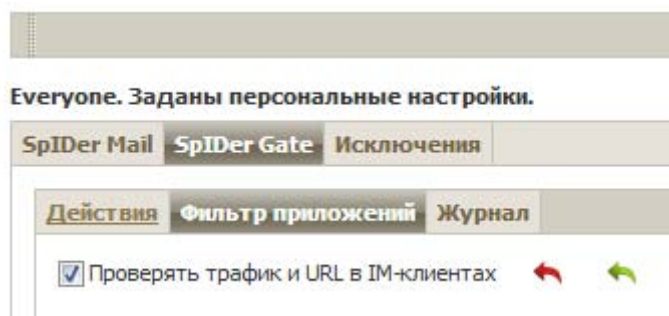 Everyone. Заданы персональные настройки.
SpIDer Mail SpIDer Gate Исключения
Действия Фильтр приложений Журнал
Проверять трафик и URL в IM-клиентах